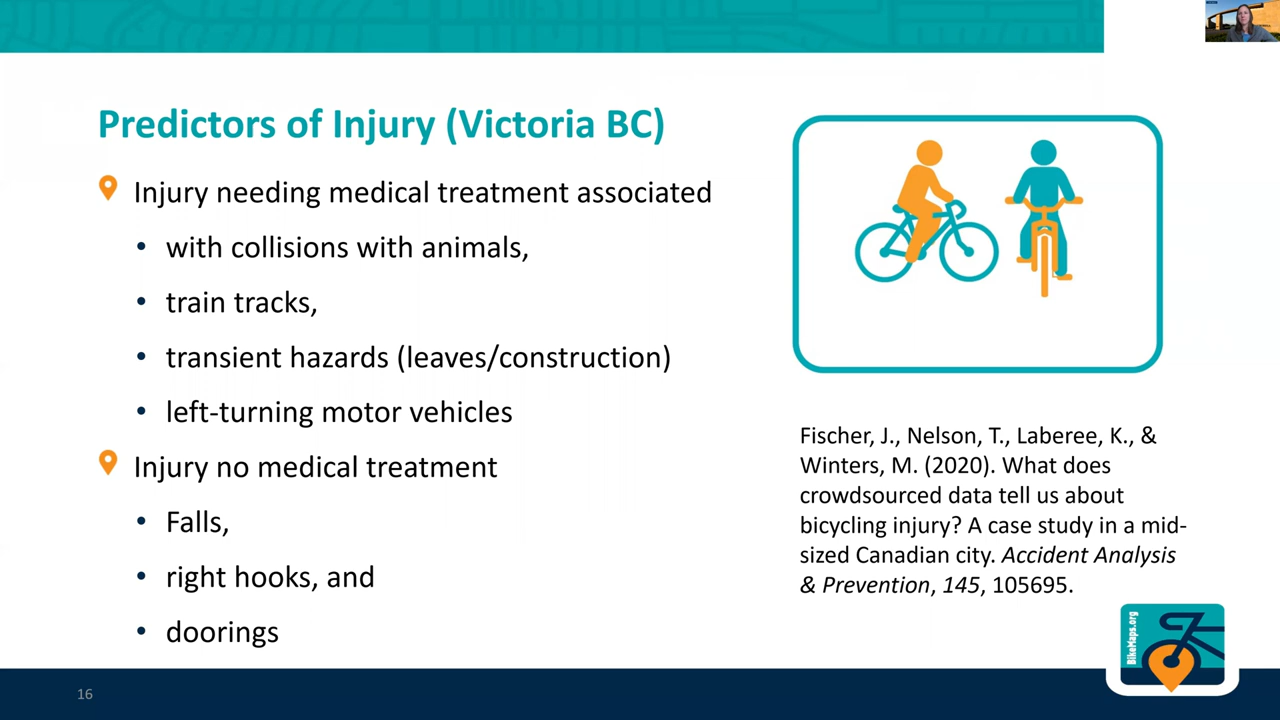 Predictors of Injury (Victoria BC)
Injury needing medical treatment associated
• with collisions with animals,
• train tracks,
• transient hazards (leaves/construction)
• left-turning motor vehicles
Injury no medical treatment
• Falls,
• right hooks, and
• doorings
Fischer, J., Nelson, T., Laberee, K., &
Winters, M. (2020). What does
crowdsourced data tell us about
bicycling injury? A case study in a mid-
sized Canadian city. Accident Analysis
& Prevention, 145, 105695.
BikeMaps.org
16